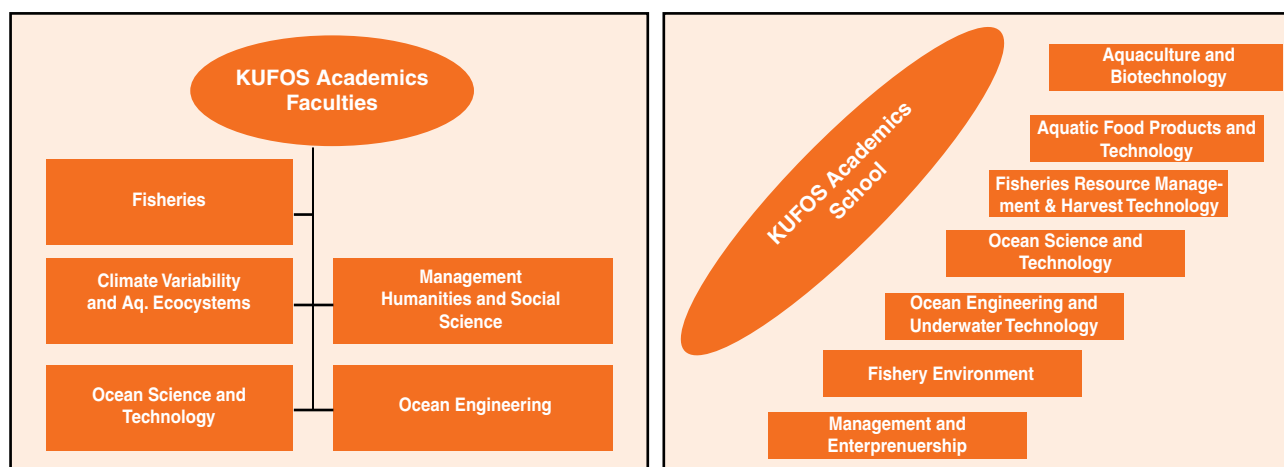 KUFOS Academics
Faculties
Fisheries
Climate Variability
and Aq. Ecocystems
Management
Humanities and Social
Science
Ocean Science and
Technology
Ocean Engineering
KUFOS Academics
School
Aquaculture and
Biotechnology
Aquatic Food Products and
Technology
Fisheries Resource Manage-
ment & Harvest Technology
Ocean Science and
Technology
Ocean Engineering and
Underwater Technology
Fishery Environment
Management and
Enterprenuership